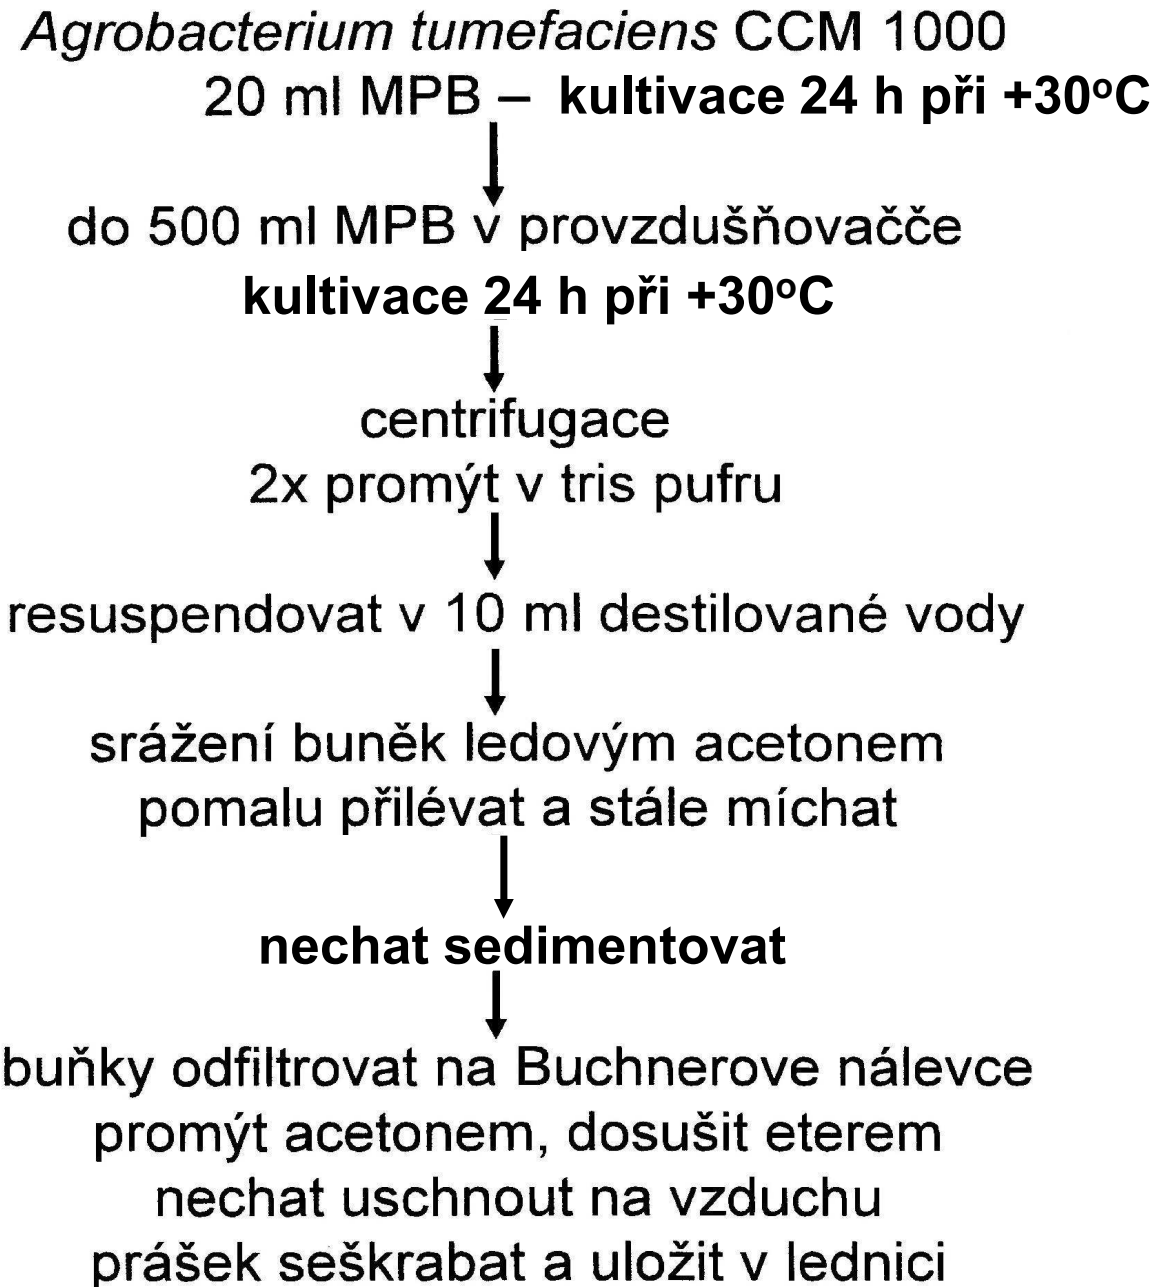 Agrobacterium tumefaciens CCM 1000
20 ml MPB – kultivace 24 h při +30ºC
do 500 ml MPB v provzdušňovačče
kultivace 24 h při +30ºC
centrifugace
2x promýt v tris pufru
resuspendovat v 10 ml destilované vody
srážení buněk ledovým acetonem
pomalu přilévat a stále míchat
nechat sedimentovat
buňky odfiltrovat na Buchnerove nálevce
promýt acetonem, dosušit eterem
nechat uschnout na vzduchu
prášek seškrabat a uložit v lednici